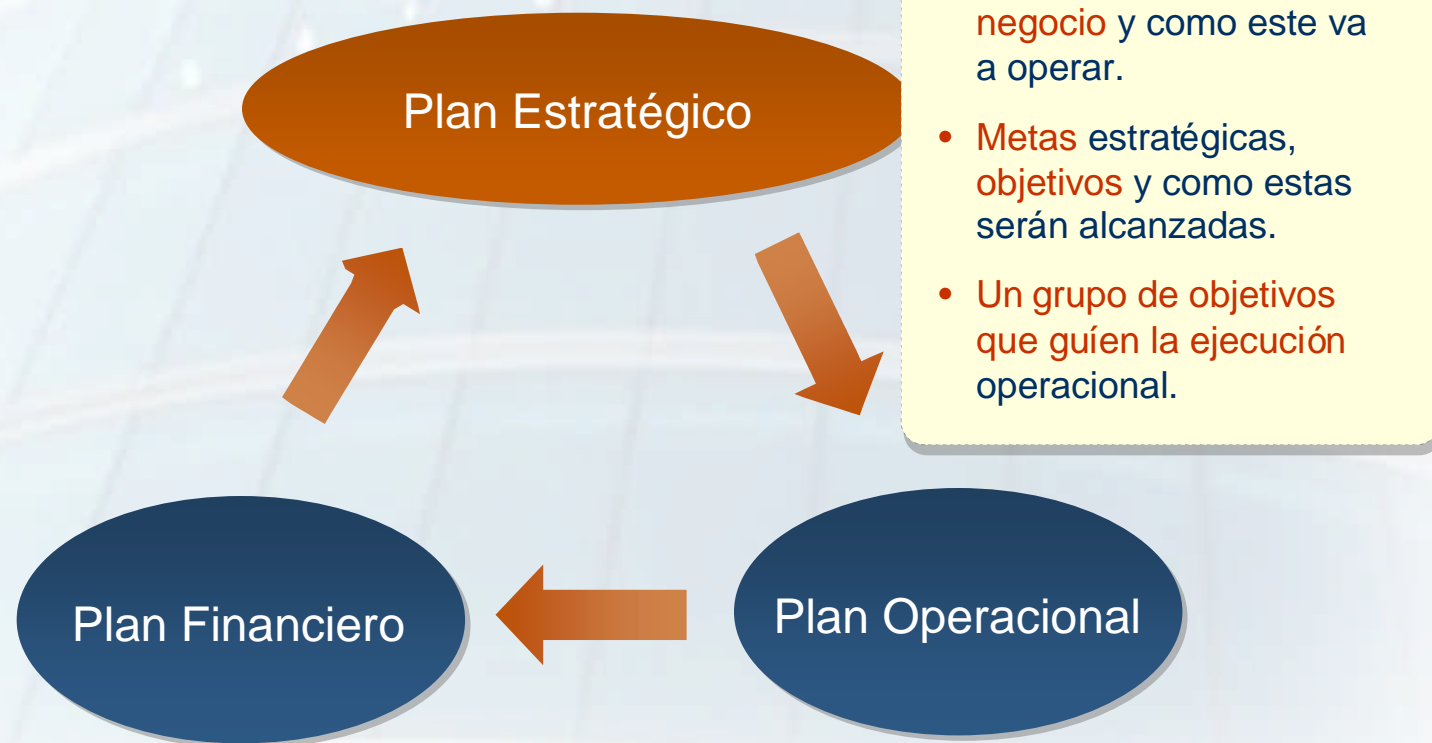 negocio y como este va
a operar.
Plan Estratégico
• Metas estratégicas,
objetivos y como estas
serán alcanzadas.
• Un grupo de objetivos
que guíen la ejecución
operacional.
Plan Financiero
Plan Operacional